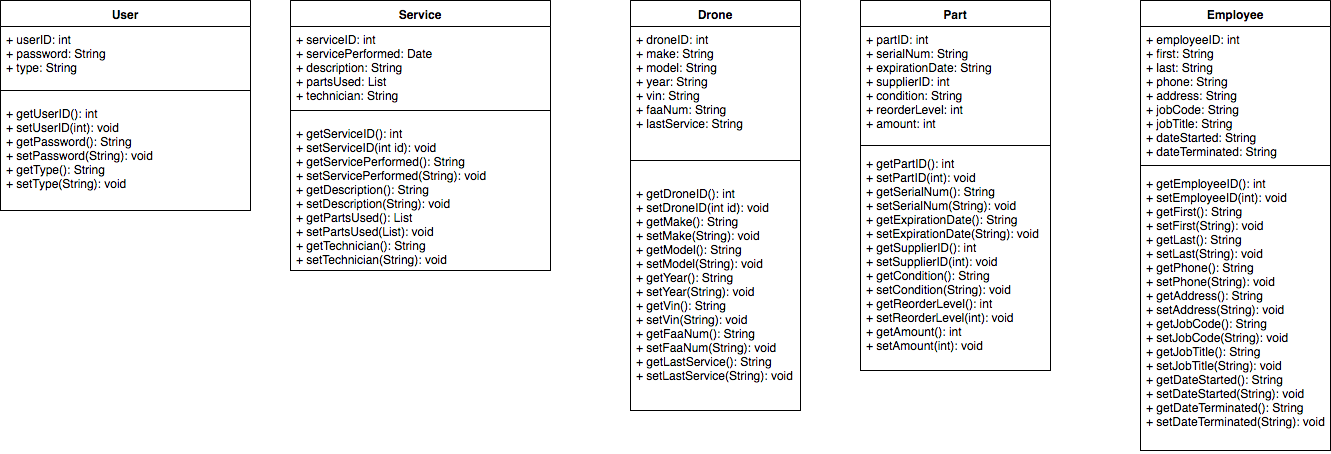 User
+ userID: int
+ password: String
+ type: String
+ getUserID(): int
+ setUserID(int): void
+ getPassword(): String
+ setPassword(String): void
+ getType(): String
+ setType(String): void
Service
+ serviceID: int
+ servicePerformed: Date
+ description: String
+ partsUsed: List
+ technician: String
+ getServiceID(): int
+ setServiceID(int id): void
+ getServicePerformed(): String
+ setServicePerformed(String): void
+ getDescription(): String
+ setDescription(String): void
+ getPartsUsed(): List
+ setPartsUsed(List): void
+ getTechnician(): String
+ setTechnician(String): void
Drone
+ droneID: int
+ make: String
+ model: String
+ year: String
+ vin: String
+ faaNum: String
+ lastService: String
+ getDroneID(): int
+ setDroneID(int id): void
+ getMake(): String
+ setMake(String): void
+ getModel(): String
+ setModel(String): void
+ getYear(): String
+ setYear(String): void
+ getVin(): String
+ setVin(String): void
+ getFaaNum(): String
+ setFaaNum(String): void
+ getLastService(): String
+ setLastService(String): void
Part
+ partID: int
+ serialNum: String
+ expirationDate: String
+ supplierID: int
+ condition: String
+ reorderLevel: int
+ amount: int
+ getPartID(): int
+ setPartID(int): void
+ getSerialNum(): String
+ setSerialNum(String): void
+ getExpirationDate(): String
+ setExpirationDate(String): void
+ getSupplierID(): int
+ setSupplierID(int): void
+ getCondition(): String
+ setCondition(String): void
+ getReorderLevel(): int
+ setReorderLevel(int): void
+ getAmount(): int
+ setAmount(int): void
Employee
+ employeeID: int
+ first: String
+ last: String
+ phone: String
+ address: String
+ jobCode: String
+ jobTitle: String
+ dateStarted: String
+ dateTerminated: String
+ getEmployeeID(): int
+ setEmployeeID(int): void
+ getFirst(): String
+ setFirst(String): void
+ getLast(): String
+ setLast(String): void
+ getPhone(): String
+ setPhone(String): void
+ getAddress(): String
+ setAddress(String): void
+ getJobCode(): String
+ setJobCode(String): void
+ getJobTitle(): String
+ setJobTitle(String): void
+ getDateStarted(): String
+ setDateStarted(String): void
+ getDateTerminated(): String
+ setDateTerminated(String): void